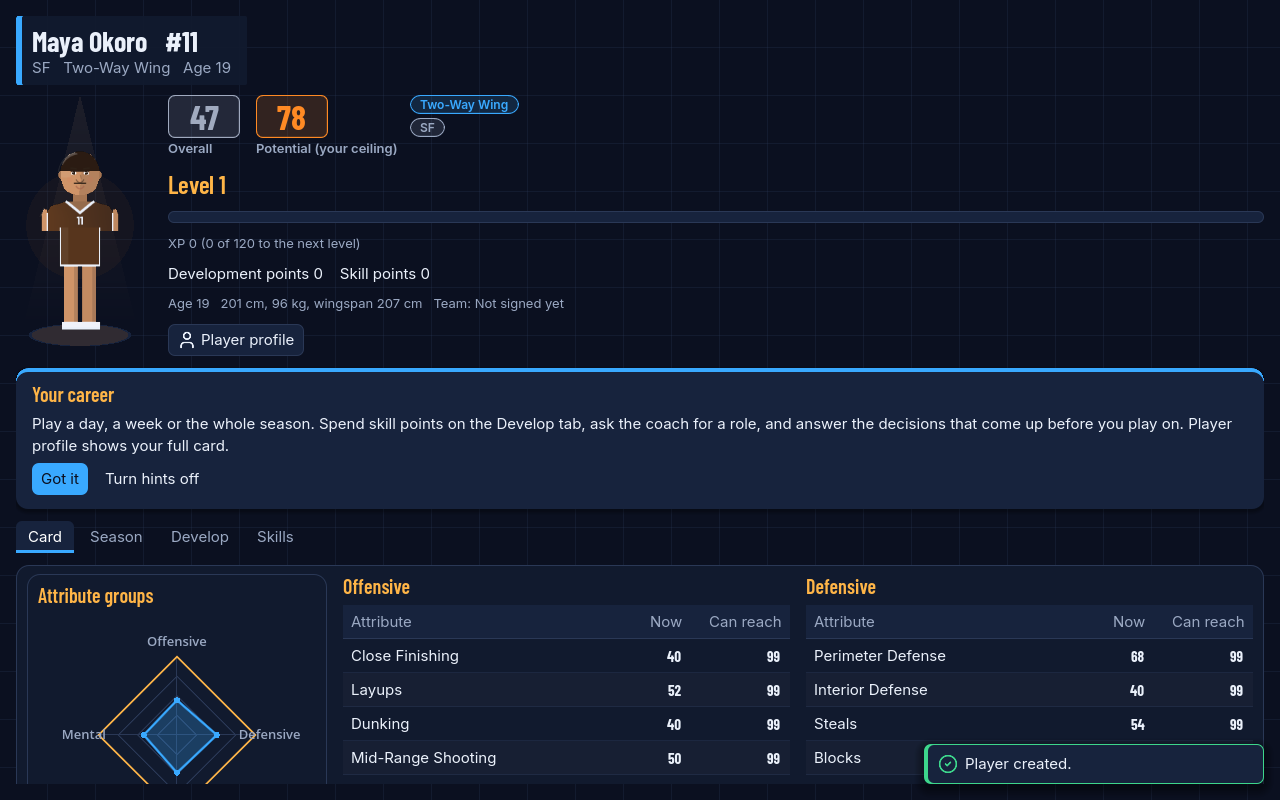 Maya Okoro #11
SF Two-Way Wing Age 19
11
47
Overall
78
Potential (your ceiling)
Two-Way Wing
SF
Level 1
XP 0 (0 of 120 to the next level)
Development points 0 Skill points 0
Age 19 201 cm, 96 kg, wingspan 207 cm Team: Not signed yet
Player profile
Your career
Play a day, a week or the whole season. Spend skill points on the Develop tab, ask the coach for a role, and answer the decisions that come up before you play on. Player
profile shows your full card.
Got it Turn hints off
Card Season Develop Skills
Attribute groups
Offensive
Mental
Defensive
Offensive
Attribute Now Can reach
Close Finishing 40 99
Layups 52 99
Dunking 40 99
Mid-Range Shooting 50 99
Defensive
Attribute Now Can reach
Perimeter Defense 68 99
Interior Defense 40 99
Steals 54 99
Blocks
Player created.